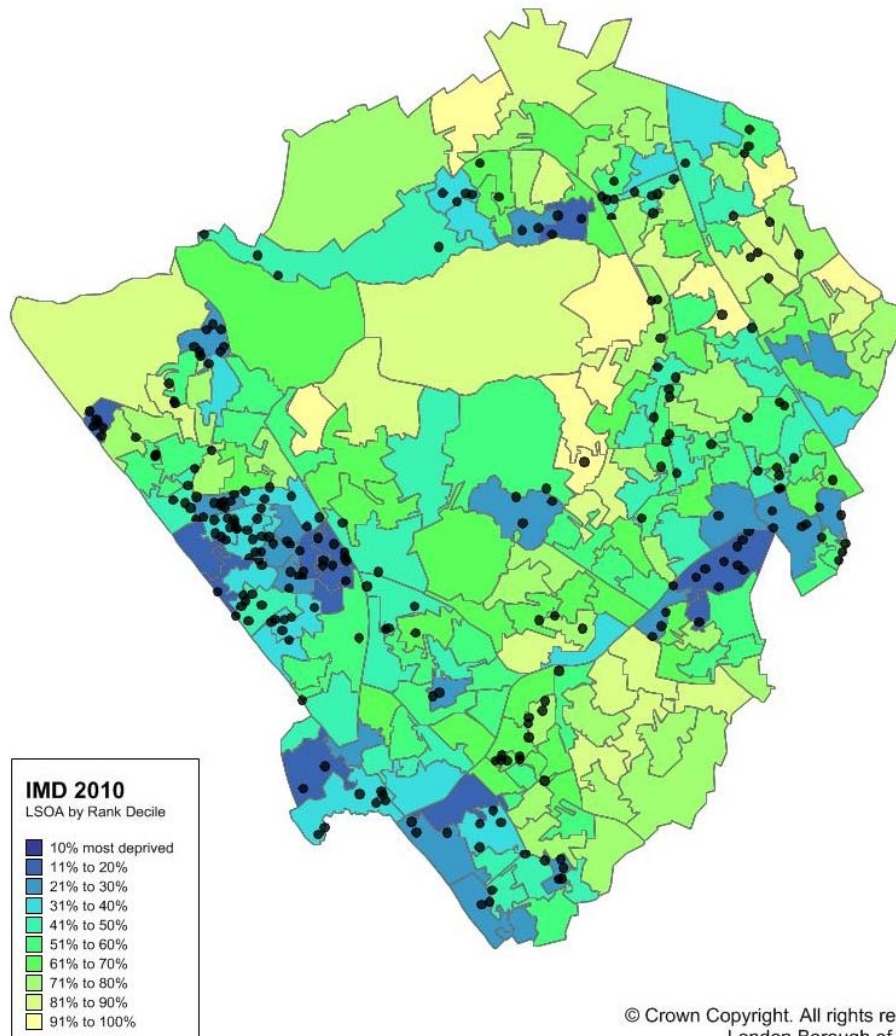 IMD 2010
LSOA by Rank Decile
10% most deprived
11% to 20%
21% to 30%
31% to 40%
41% to 50%
51% to 60%
61% to 70%
71% to 80%
81% to 90%
91% to 100%
© Crown Copyright. All rights re
London Borough of